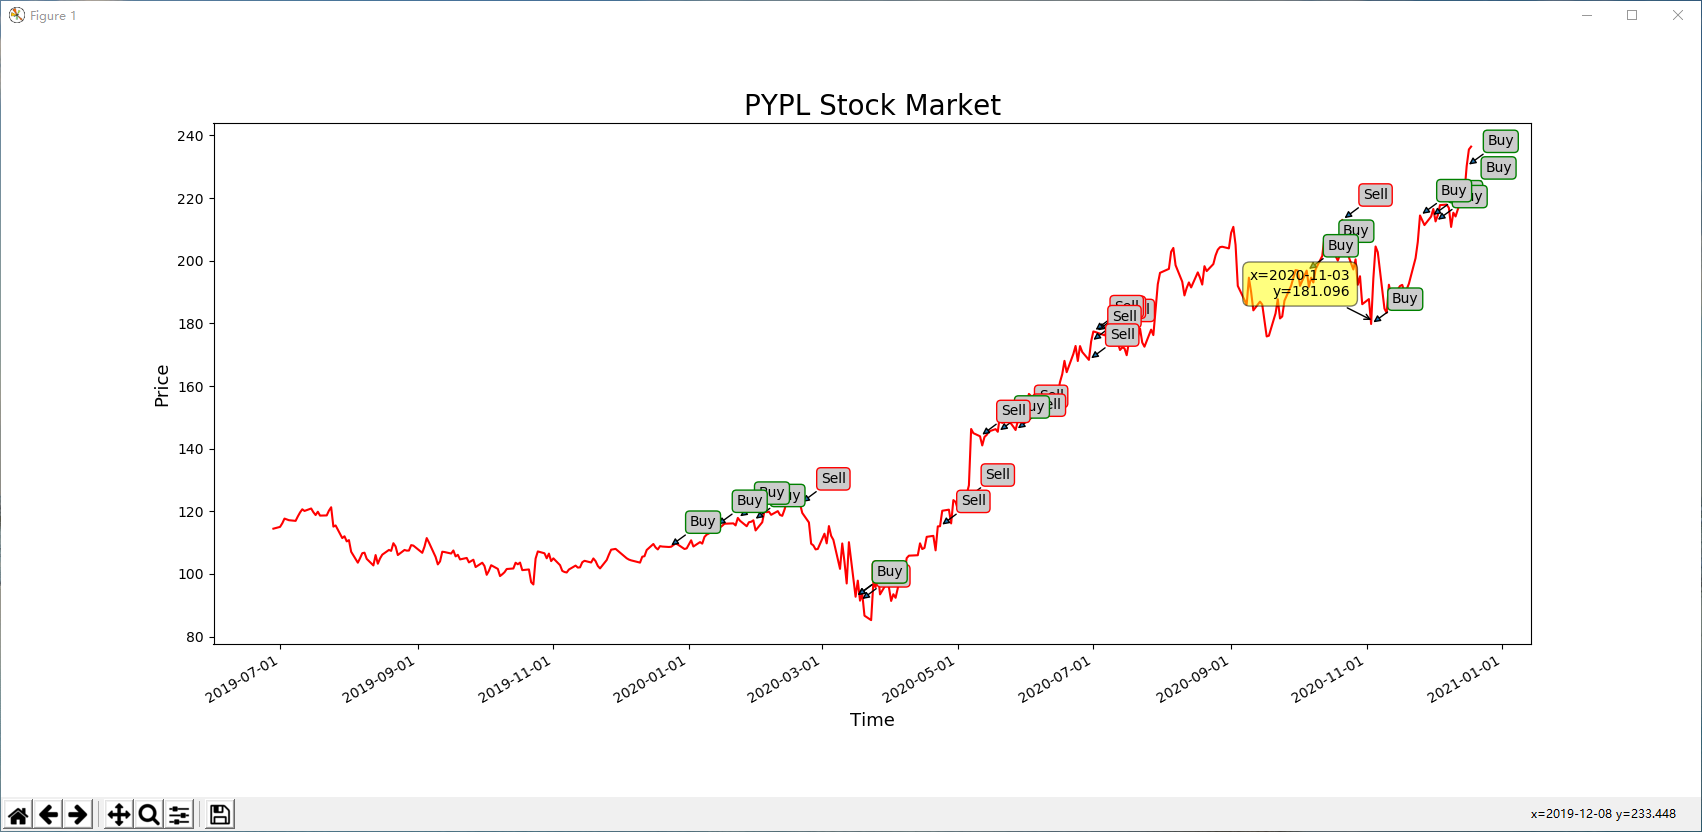 Figure 1
PYPL Stock Market
240
220
200
180
160
140
120
100
80
Price
Buy
Buy
Buy
Sell
Buy
Buy
Buy
x=2020-11-03
y=181.096
Buy
Sell
Sell
Sell
Sell
Sell
Sell
Sell
Sell
Buy
Buy
Buy
Buy
2019-07-01
2019-09-01
2019-11-01
2020-01-01
2020-03-01
2020-05-01
2020-07-01
2020-09-01
2020-11-01
2021-01-01
Time
x=2019-12-08 y=233.448